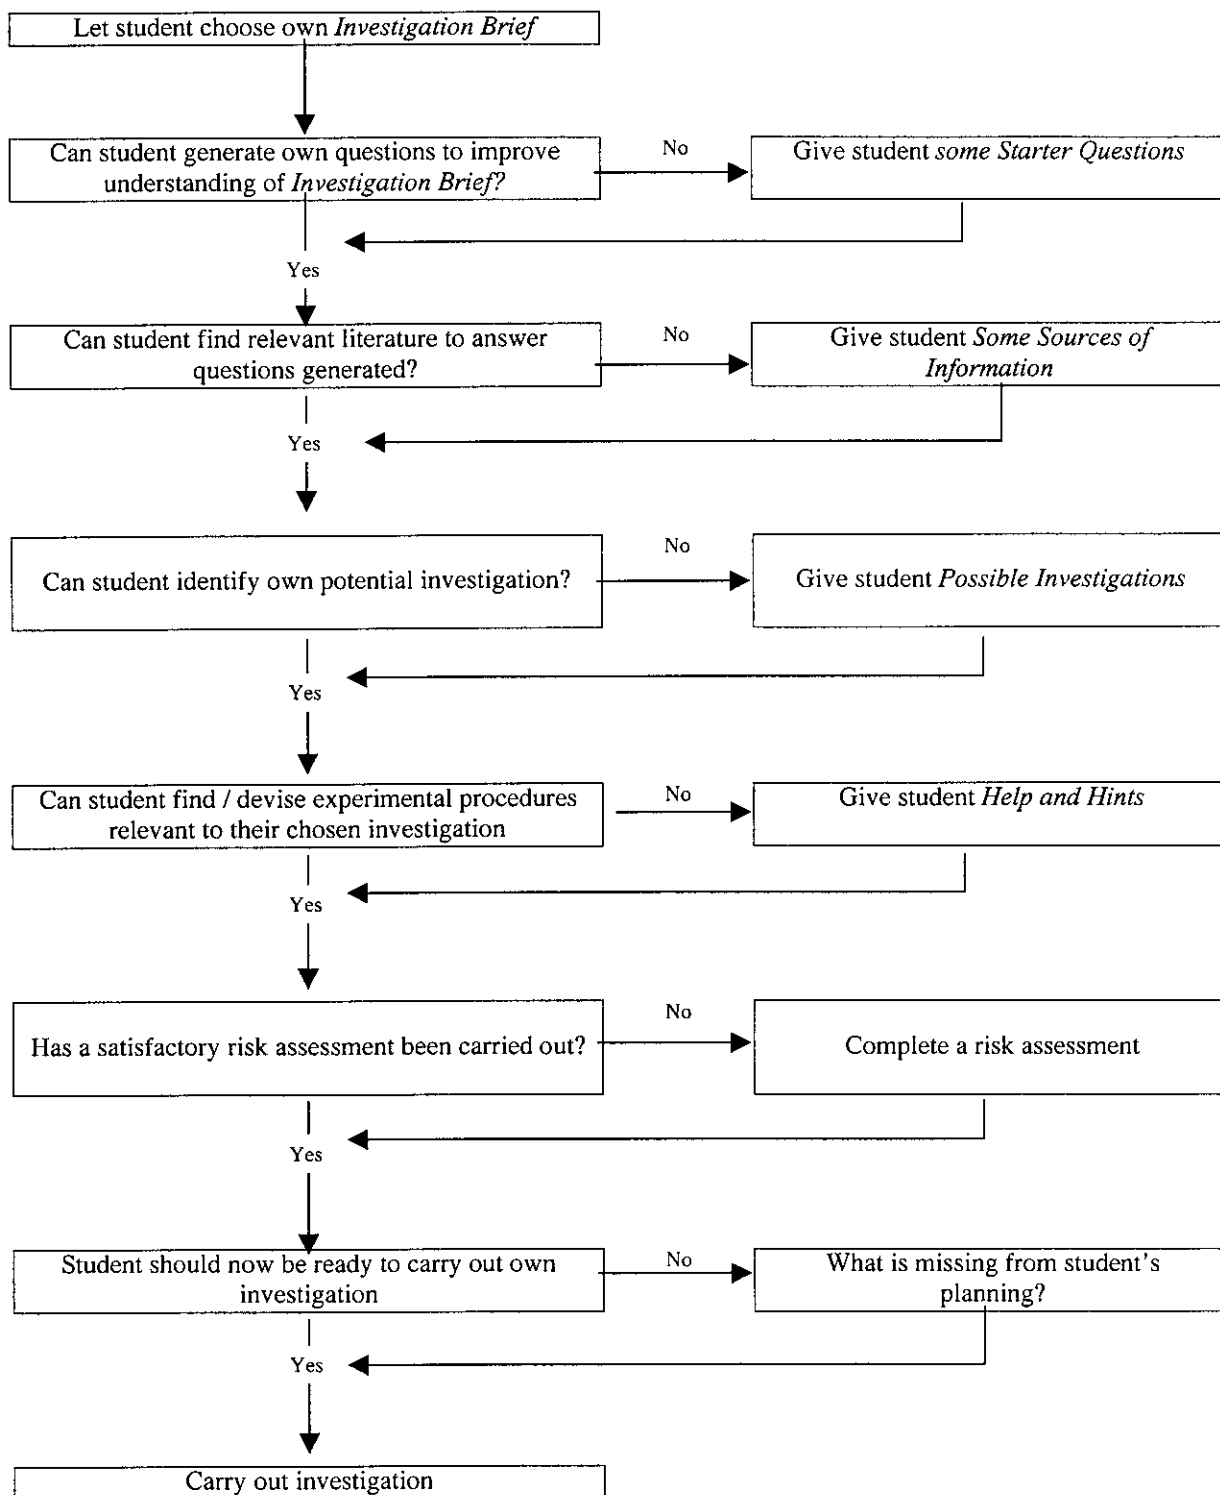 Let student choose own Investigation Brief
Can student generate own questions to improve
understanding of Investigation Brief?
No
Give student some Starter Questions
Yes
Can student find relevant literature to answer
questions generated?
No
Give student Some Sources of
Information
Yes
Can student identify own potential investigation?
No
Give student Possible Investigations
Yes
Can student find / devise experimental procedures
relevant to their chosen investigation
No
Give student Help and Hints
Yes
Has a satisfactory risk assessment been carried out?
No
Complete a risk assessment
Yes
Student should now be ready to carry out own
investigation
No
What is missing from student's
planning?
Yes
Carry out investigation